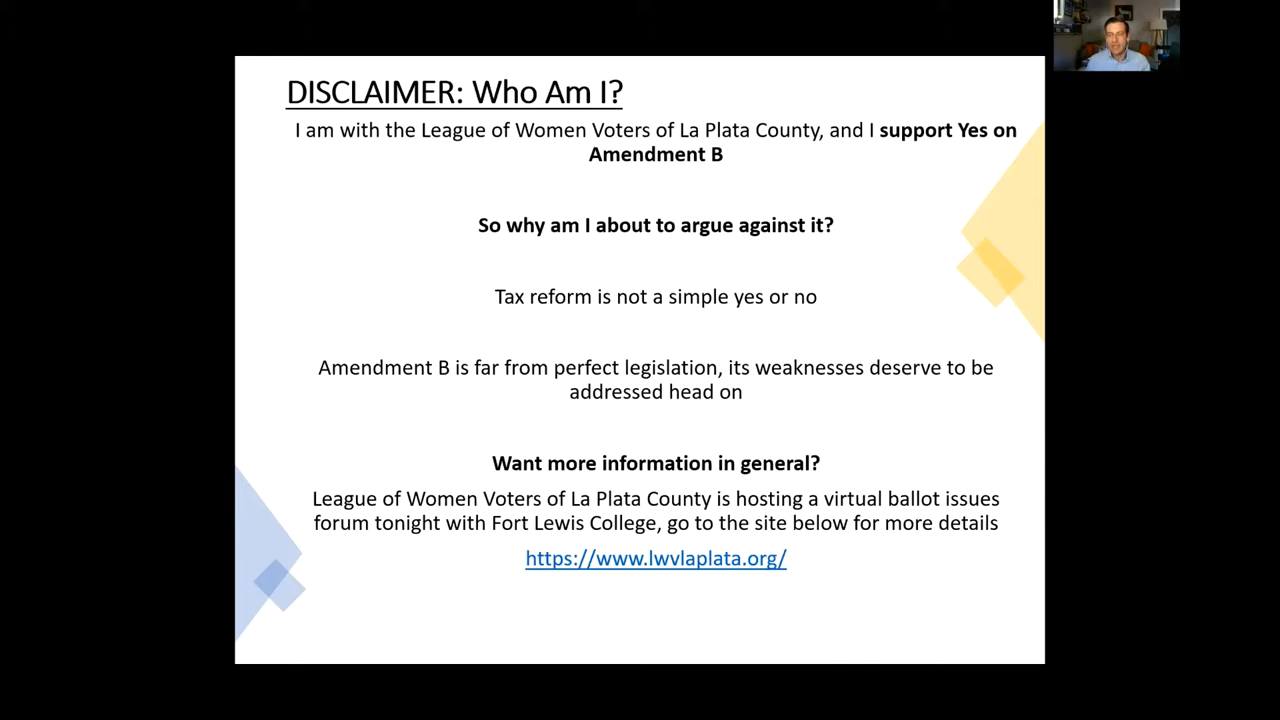 DISCLAIMER: Who Am I?
I am with the League of Women Voters of La Plata County, and I support Yes on
Amendment B
So why am I about to argue against it?
Tax reform is not a simple yes or no
Amendment B is far from perfect legislation, its weaknesses deserve to be
addressed head on
Want more information in general?
League of Women Voters of La Plata County is hosting a virtual ballot issues
forum tonight with Fort Lewis College, go to the site below for more details
https://www.lwvlaplata.org/